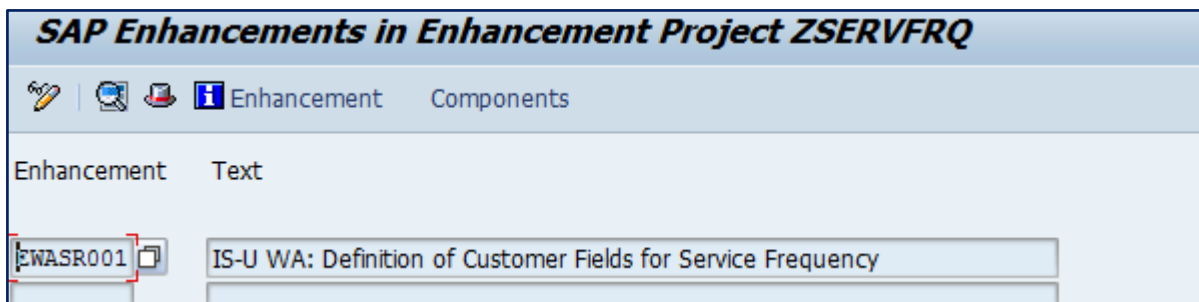 SAP Enhancements in Enhancement Project ZSERVFRQ
Enhancement Components
Enhancement Text
EWASR001 IS-U WA: Definition of Customer Fields for Service Frequency